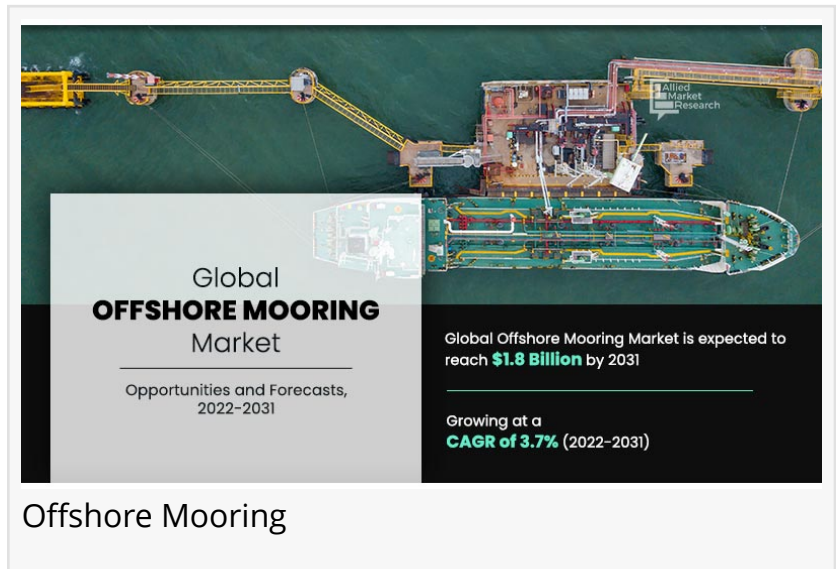 Allied
Market
Research
Global
OFFSHORE MOORING
Market
Opportunities and Forecasts,
2022-2031
Global Offshore Mooring Market is expected to
reach $1.8 Billion by 2031
Growing at a
CAGR of 3.7% (2022-2031)
Offshore Mooring